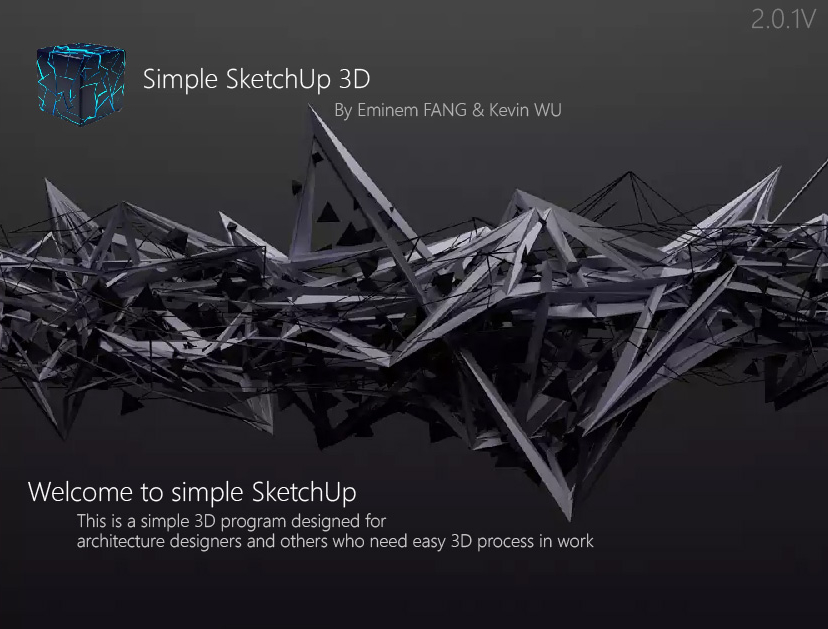 2.0.1V
Simple SketchUp 3D
By Eminem FANG & Kevin WU
Welcome to simple SketchUp
This is a simple 3D program designed for
architecture designers and others who need easy 3D process in work